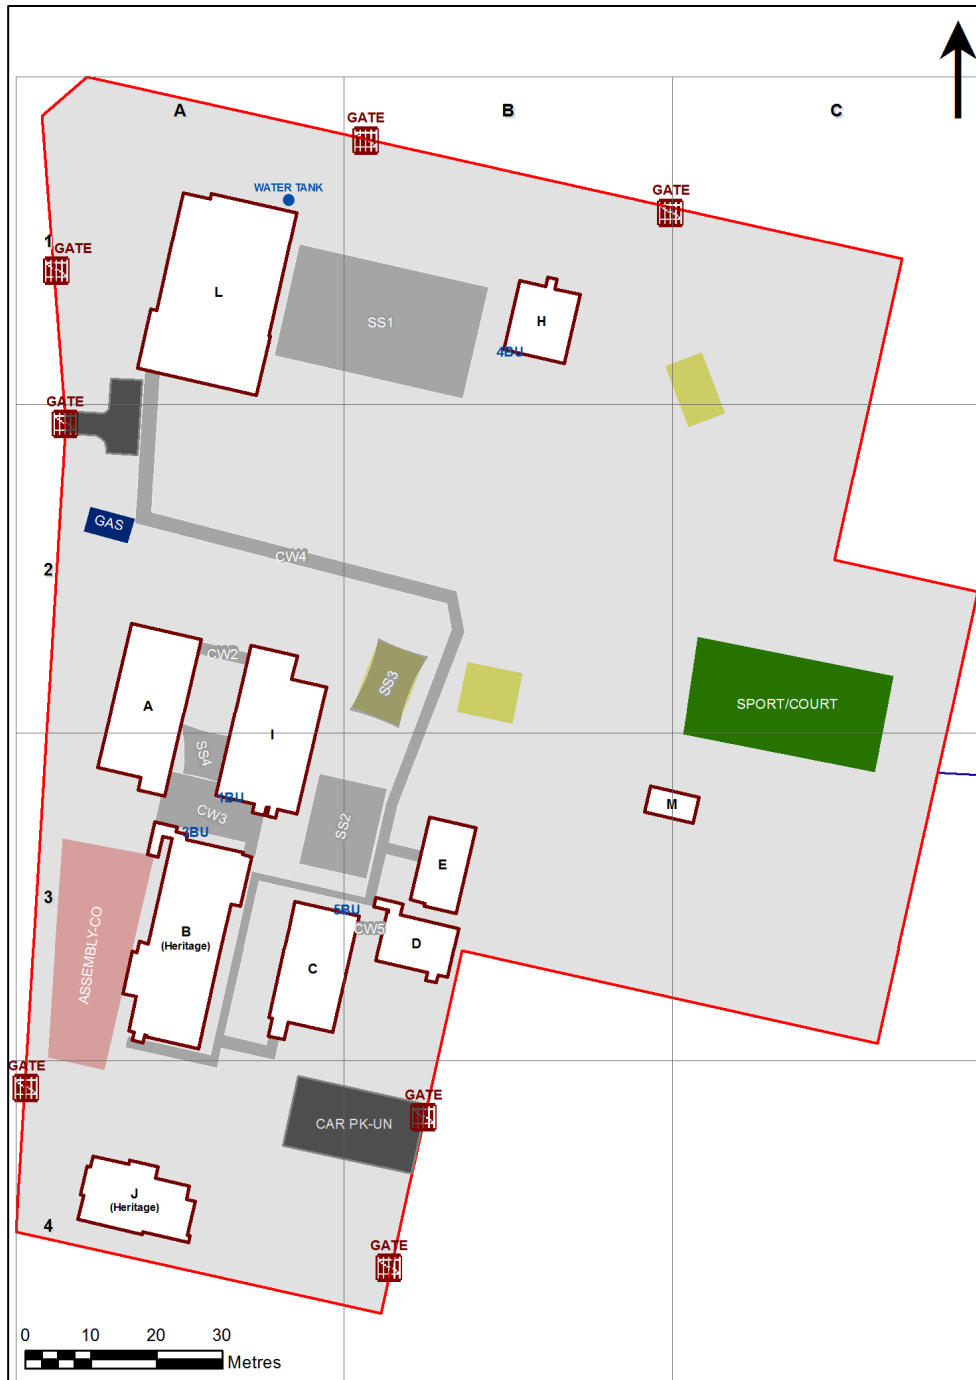 A
B
C
GATE
GATE
WATER TANK
1
GATE
L
SS1
H
4BU
GATE
GAS
CW4
2
CW2
SS3
A
I
SPORT/COURT
SS4
1BU
M
CW3
SS2
E
3
5BU
CW5
B
(Heritage)
D
ASSEMBLY-CO
C
GATE
GATE
CAR PK-UN
J
(Heritage)
4
GATE
0 10 20 30
Metres